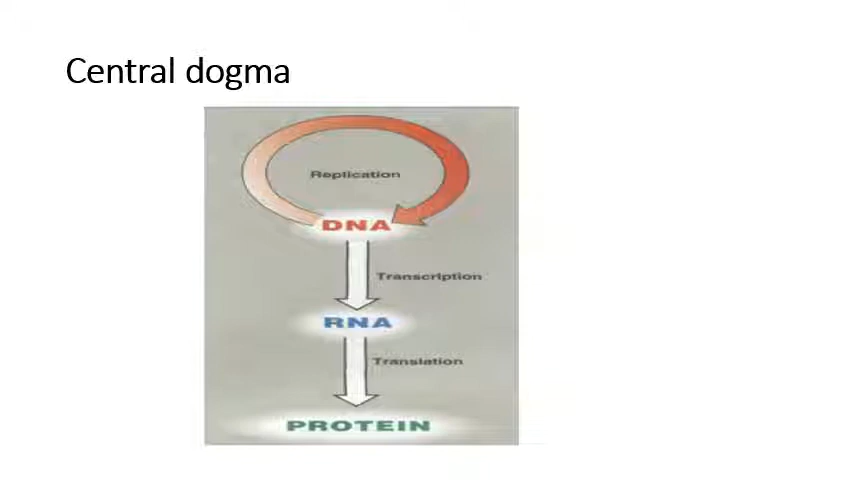 Central dogma
Replication
DNA
Transcription
RNA
Translation
PROTEIN